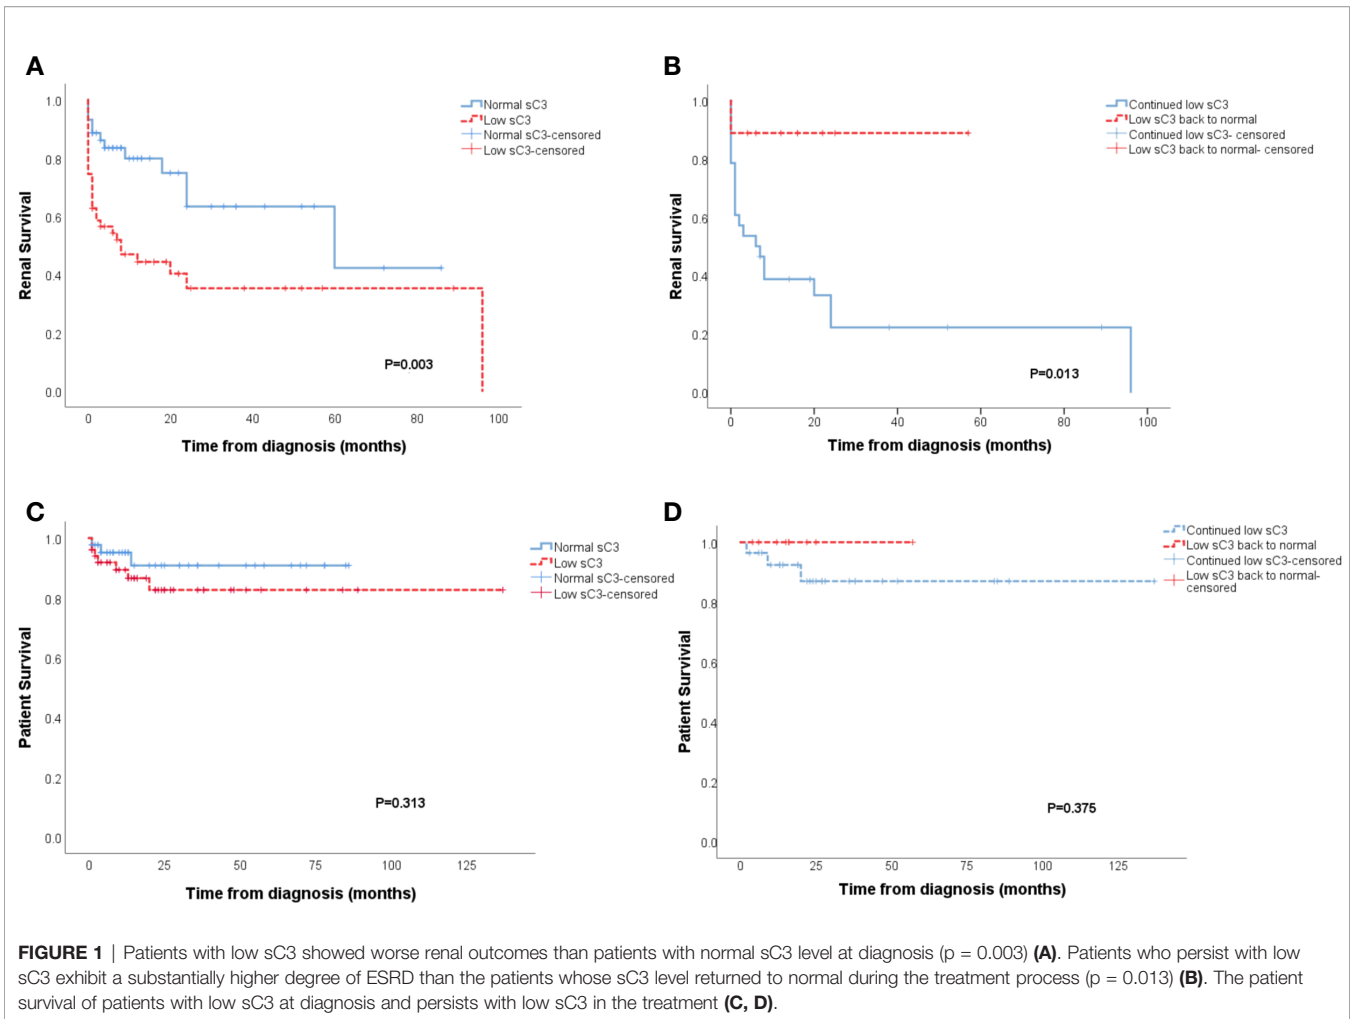 A
Normal sC3
Low sC3
Normal sC3-censored
Low sC3-censored
1.0
0.8
0.6
0.4
0.2
0.0
Renal Survival
P=0.003
0 20 40 60 80 100
Time from diagnosis (months)
B
Continued low sC3
Low sC3 back to normal
Continued low sC3- censored
Low sC3 back to normal- censored
1.0
0.8
0.6
0.4
0.2
0.0
Renal survival
P=0.013
0 20 40 60 80 100
Time from diagnosis (months)
C
Normal sC3
Low sC3
Normal sC3-censored
Low sC3-censored
1.0
0.8
0.6
0.4
0.2
0.0
Patient Survival
P=0.313
0 25 50 75 100 125
Time from diagnosis (months)
D
Continued low sC3
Low sC3 back to normal
Continued low sC3-censored
Low sC3 back to normal-
censored
1.0
0.8
0.6
0.4
0.2
0.0
Patient Survivial
P=0.375
0 25 50 75 100 125
Time from diagnosis (months)
FIGURE 1 | Patients with low sC3 showed worse renal outcomes than patients with normal sC3 level at diagnosis (p = 0.003) (A). Patients who persist with low
sC3 exhibit a substantially higher degree of ESRD than the patients whose sC3 level returned to normal during the treatment process (p = 0.013) (B). The patient
survival of patients with low sC3 at diagnosis and persists with low sC3 in the treatment (C, D).